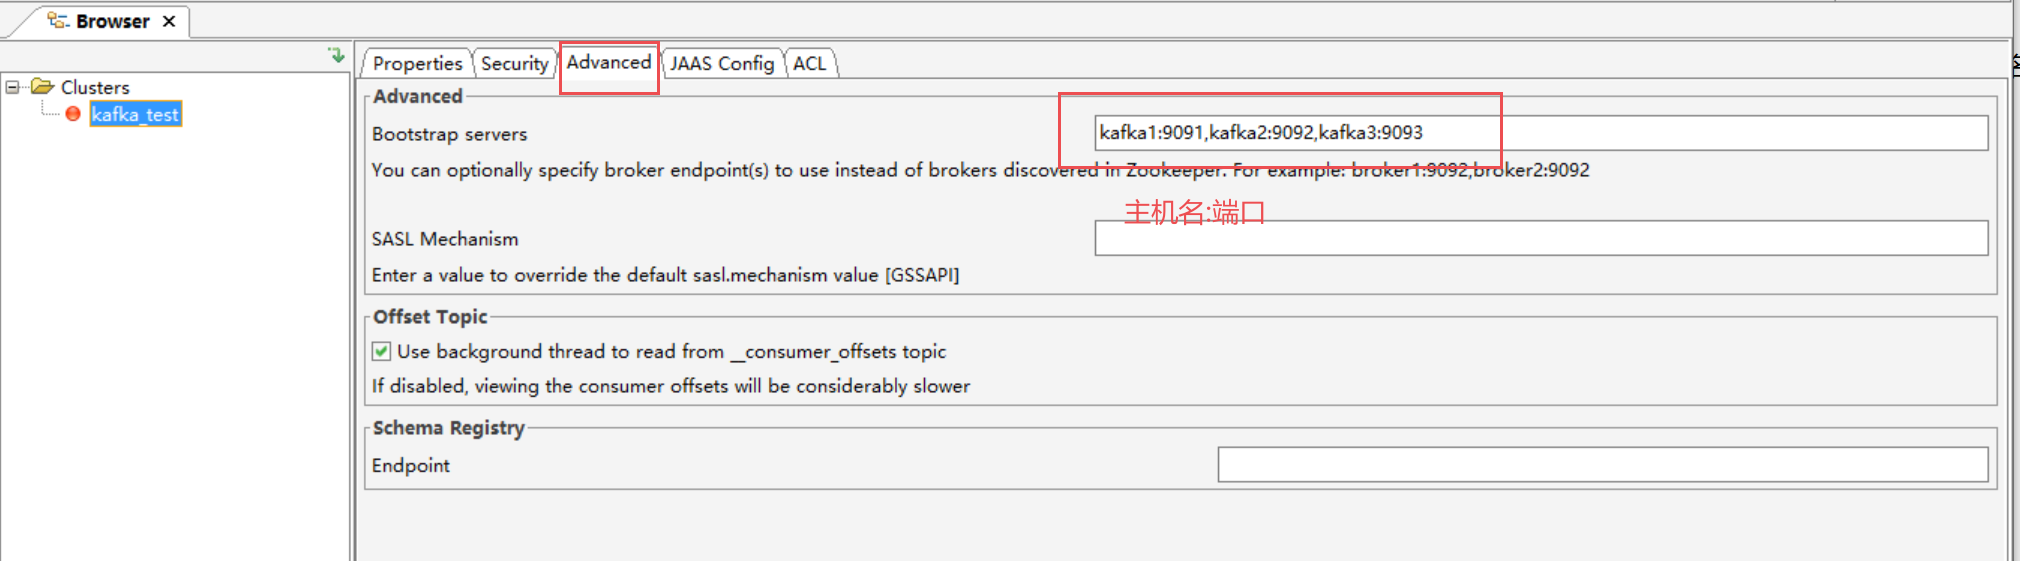 Browser
Clusters
kafka_test
Properties Security Advanced JAAS Config ACL
Advanced
Bootstrap servers kafka1:9091,kafka2:9092,kafka3:9093
You can optionally specify broker endpoint(s) to use instead of brokers discovered in Zookeeper. For example: broker1:9092,broker2:9092
主机名:端口
SASL Mechanism
Enter a value to override the default sasl.mechanism value [GSSAPI]
Offset Topic
Use background thread to read from __consumer_offsets topic
If disabled, viewing the consumer offsets will be considerably slower
Schema Registry
Endpoint